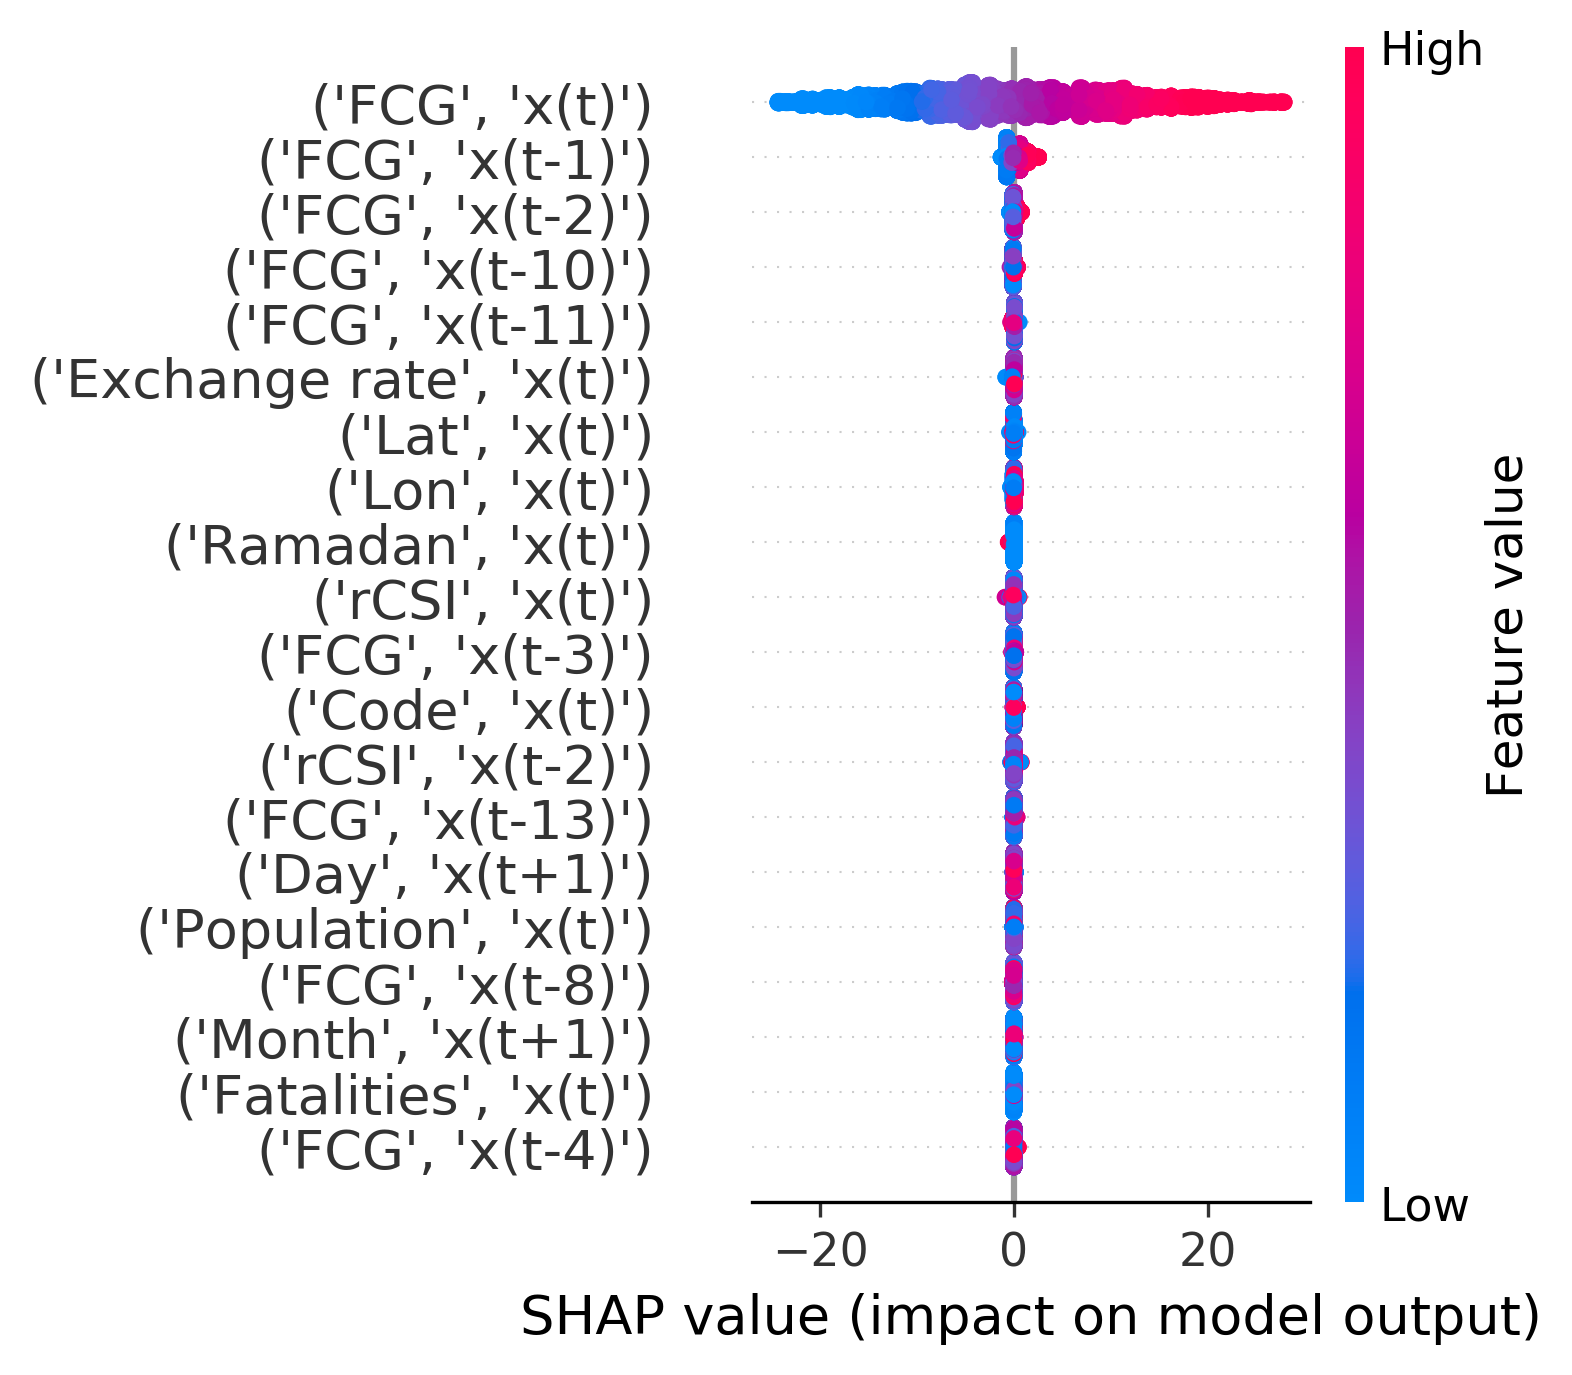 High
('FCG', 'x(t)')
('FCG', 'x(t-1)')
('FCG', 'x(t-2)')
('FCG', 'x(t-10)')
('FCG', 'x(t-11)')
('Exchange rate', 'x(t)')
('Lat', 'x(t)')
('Lon', 'x(t)')
('Ramadan', 'x(t)')
('rCSI', 'x(t)')
('FCG', 'x(t-3)')
('Code', 'x(t)')
('rCSI', 'x(t-2)')
('FCG', 'x(t-13)')
('Day', 'x(t+1)')
('Population', 'x(t)')
('FCG', 'x(t-8)')
('Month', 'x(t+1)')
('Fatalities', 'x(t)')
('FCG', 'x(t-4)')
Feature value
Low
−20 0 20
SHAP value (impact on model output)